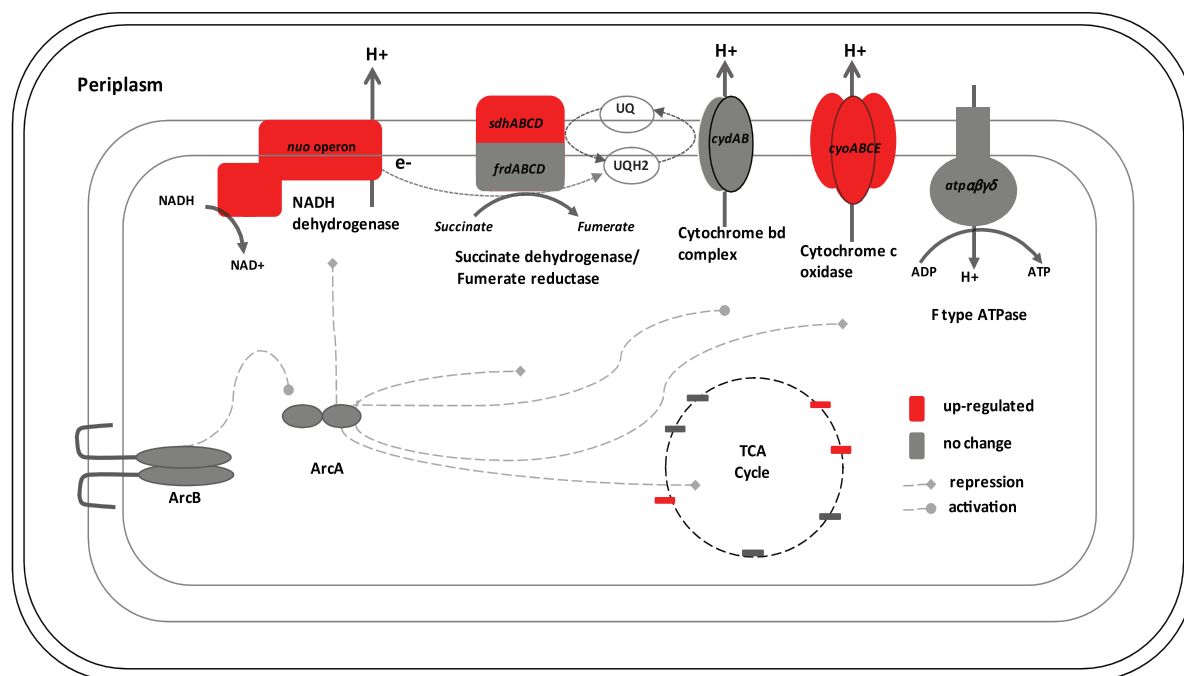 Periplasm
H+
H+
H+
nuo operon
e-
sdhABCD
frdABCD
UQ
UQH2
cydAB
cyoABCE
atpαβγδ
NADH
NAD+
NADH
dehydrogenase
Succinate
Fumerate
Succinate dehydrogenase/
Fumerate reductase
Cytochrome bd
complex
Cytochrome c
oxidase
ADP
H+
ATP
F type ATPase
ArcB
ArcA
TCA
Cycle
up-regulated
no change
repression
activation